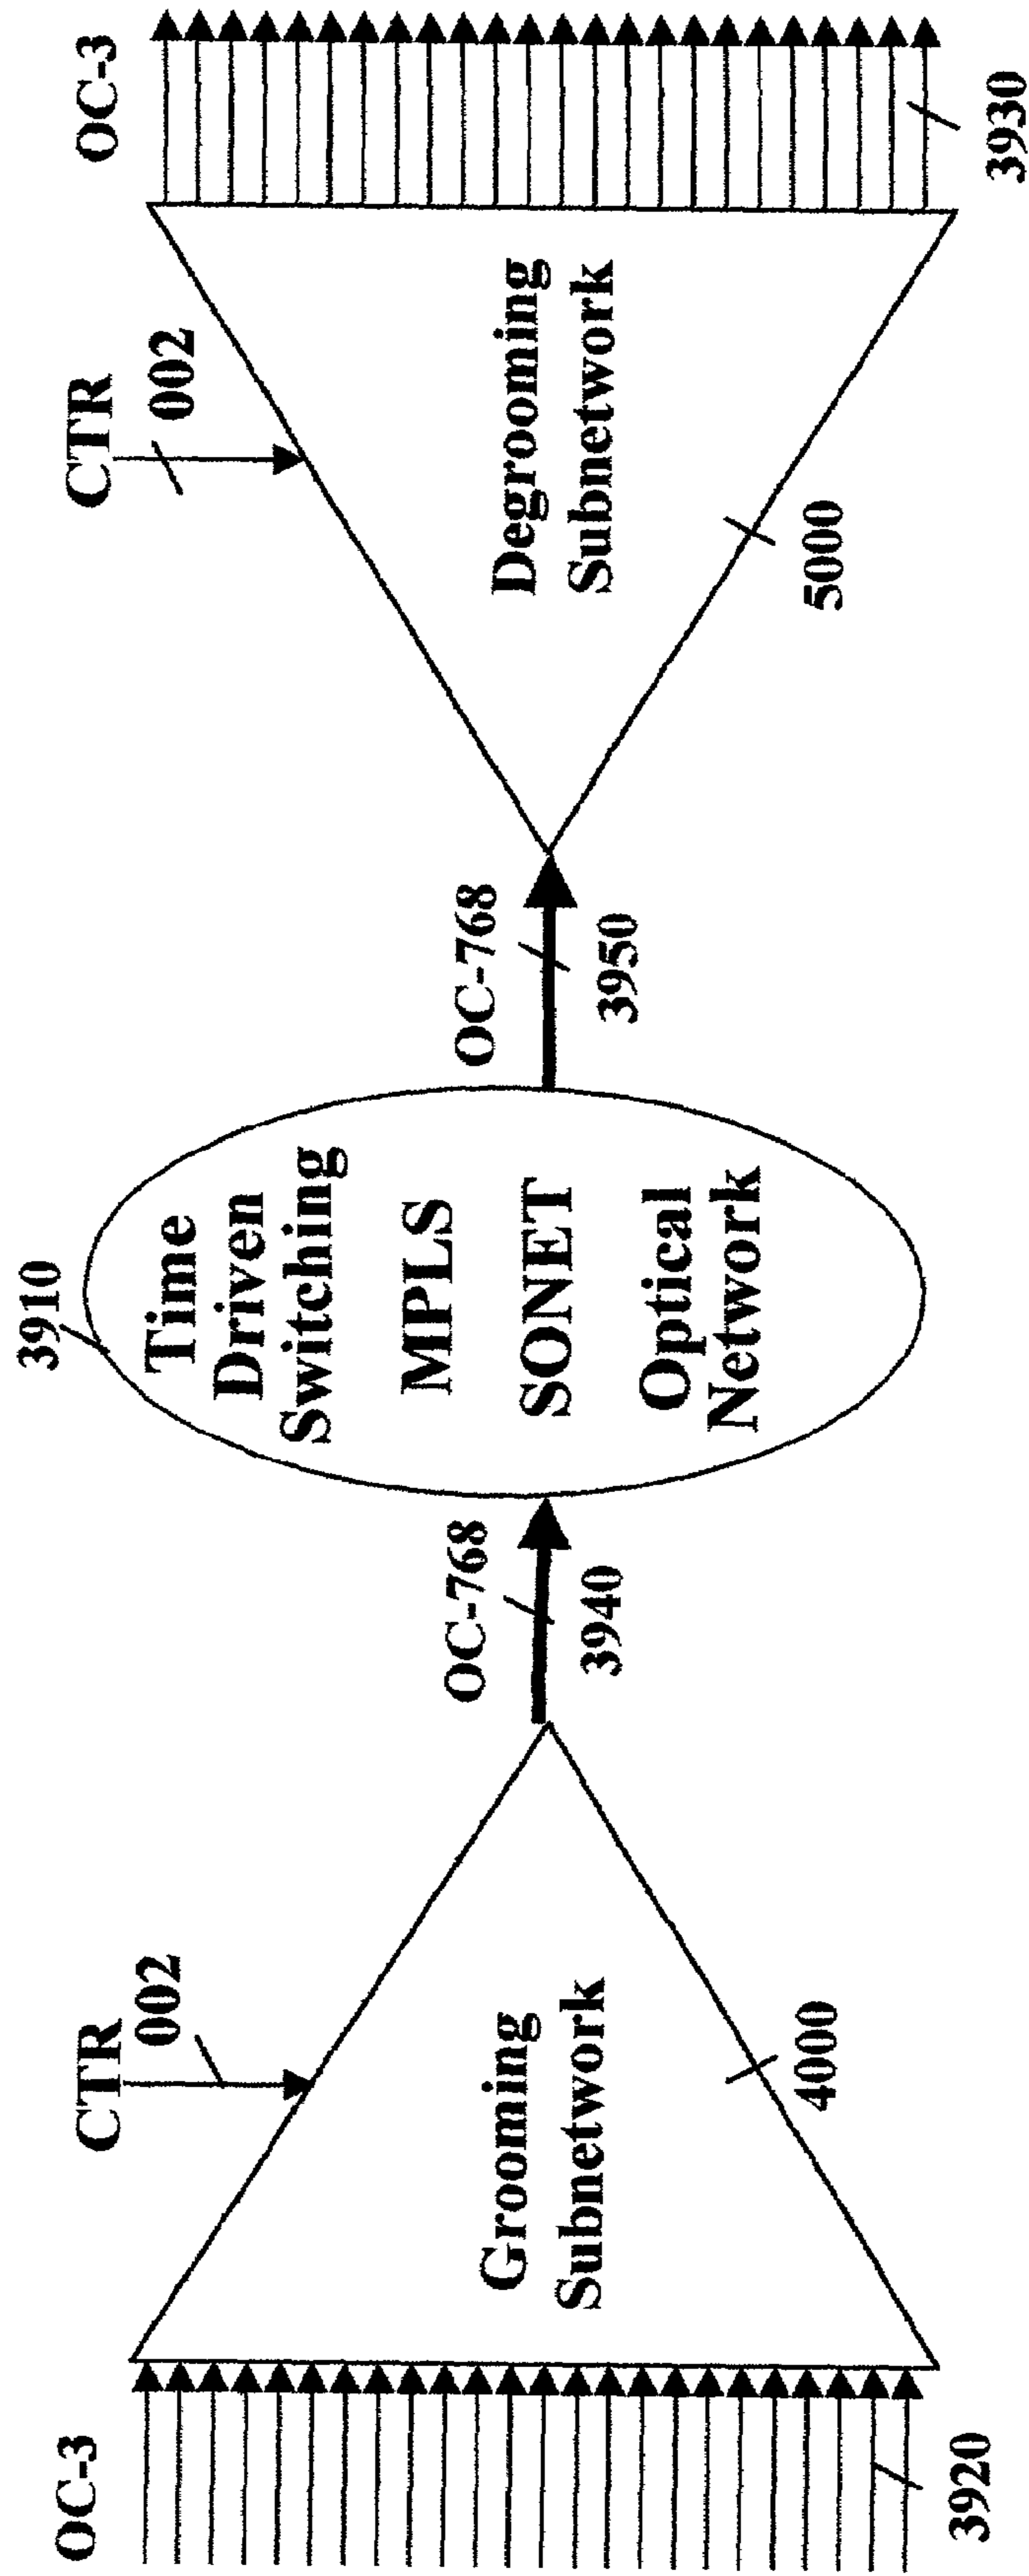 OC-3
3920
CTR
002
Grooming
Subnetwork
4000
OC-768
3940
3910
Time
Driven
Switching
MPLS
SONET
Optical
Network
OC-768
3950
CTR
002
Degrooming
Subnetwork
5000
OC-3
3930